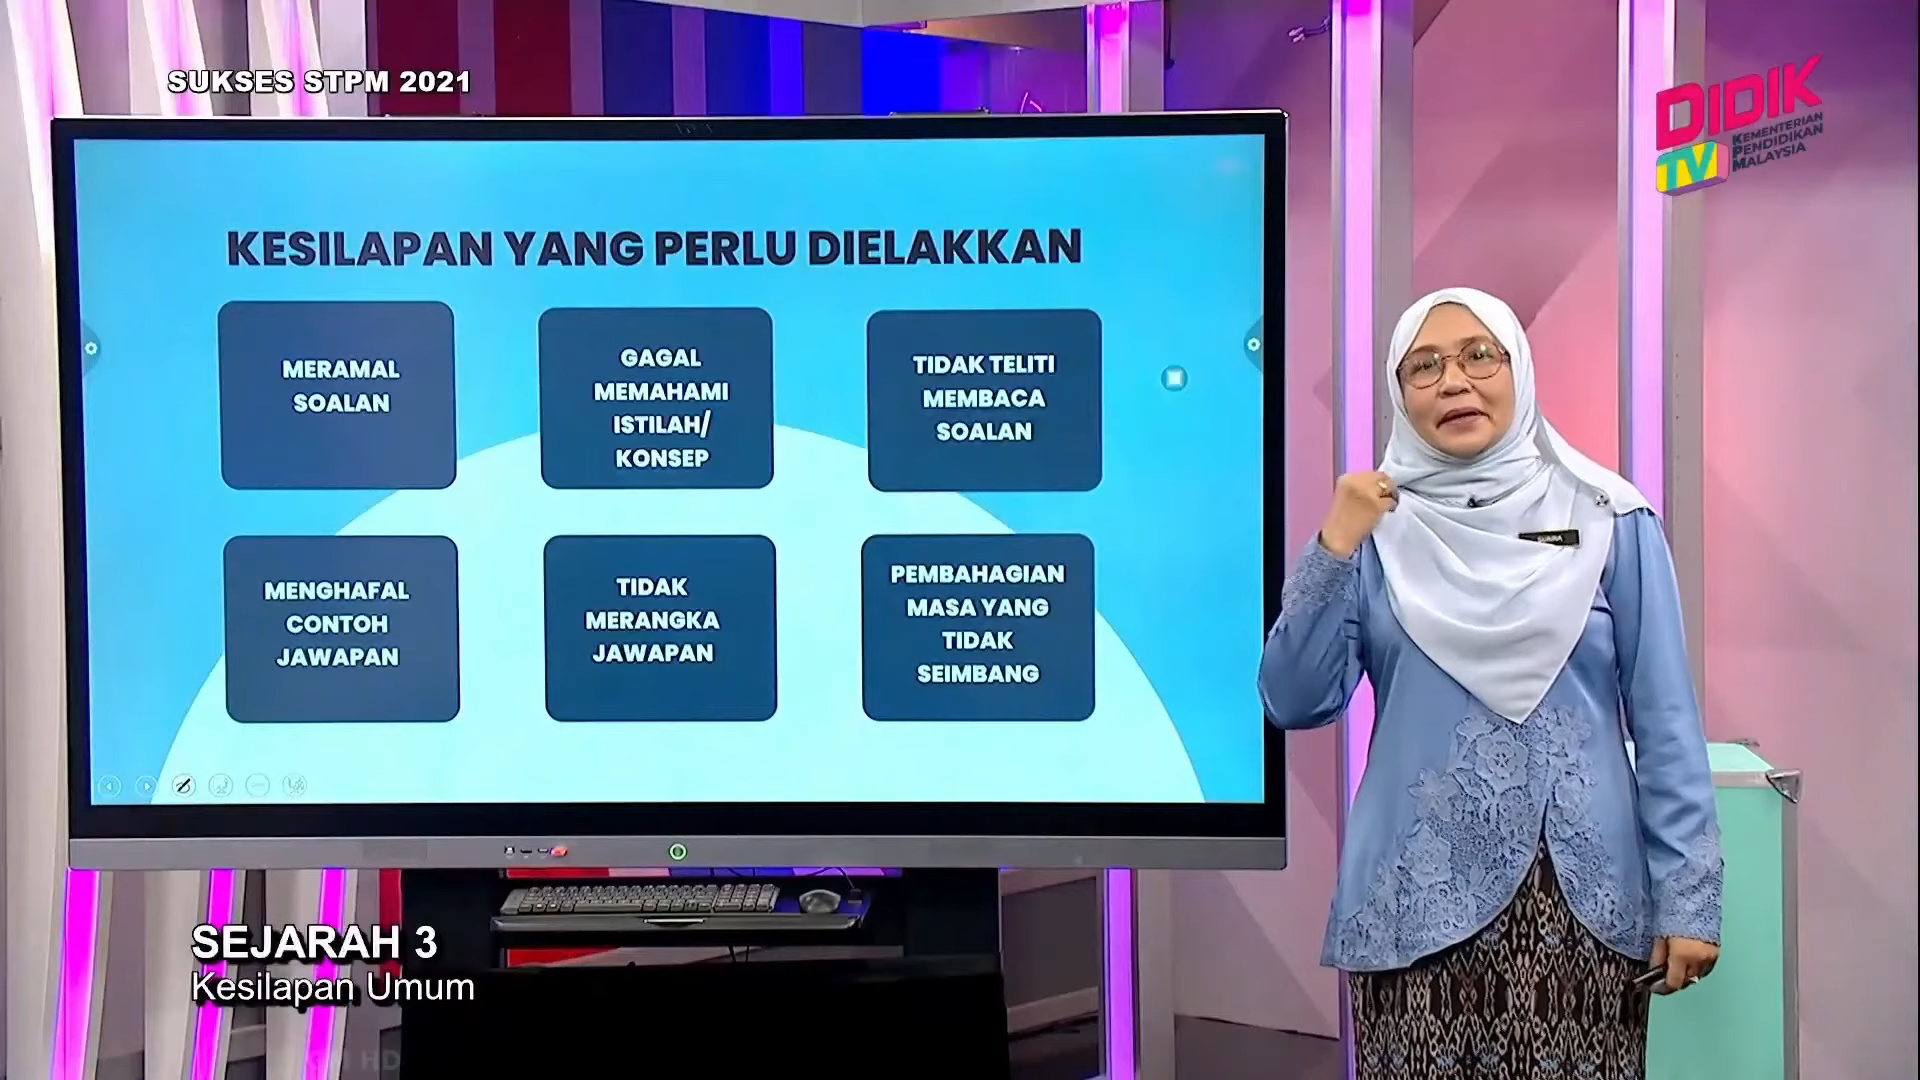 SUKSES STPM 2021
DIDIK
TV
KEMENTERIAN
PENDIDIKAN
MALAYSIA
KESILAPAN YANG PERLU DIELAKKAN
MERAMAL
SOALAN
GAGAL
MEMAHAMI
ISTILAH/
KONSEP
TIDAK TELITI
MEMBACA
SOALAN
MENGHAFAL
CONTOH
JAWAPAN
TIDAK
MERANGKA
JAWAPAN
PEMBAHAGIAN
MASA YANG
TIDAK
SEIMBANG
SEJARAH 3
Kesilapan Umum
HD